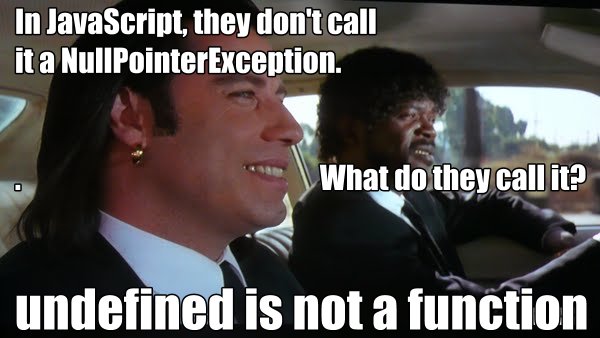 In JavaScript, they don't call
it a NullPointerException.
. What do they call it?
undefined is not a function